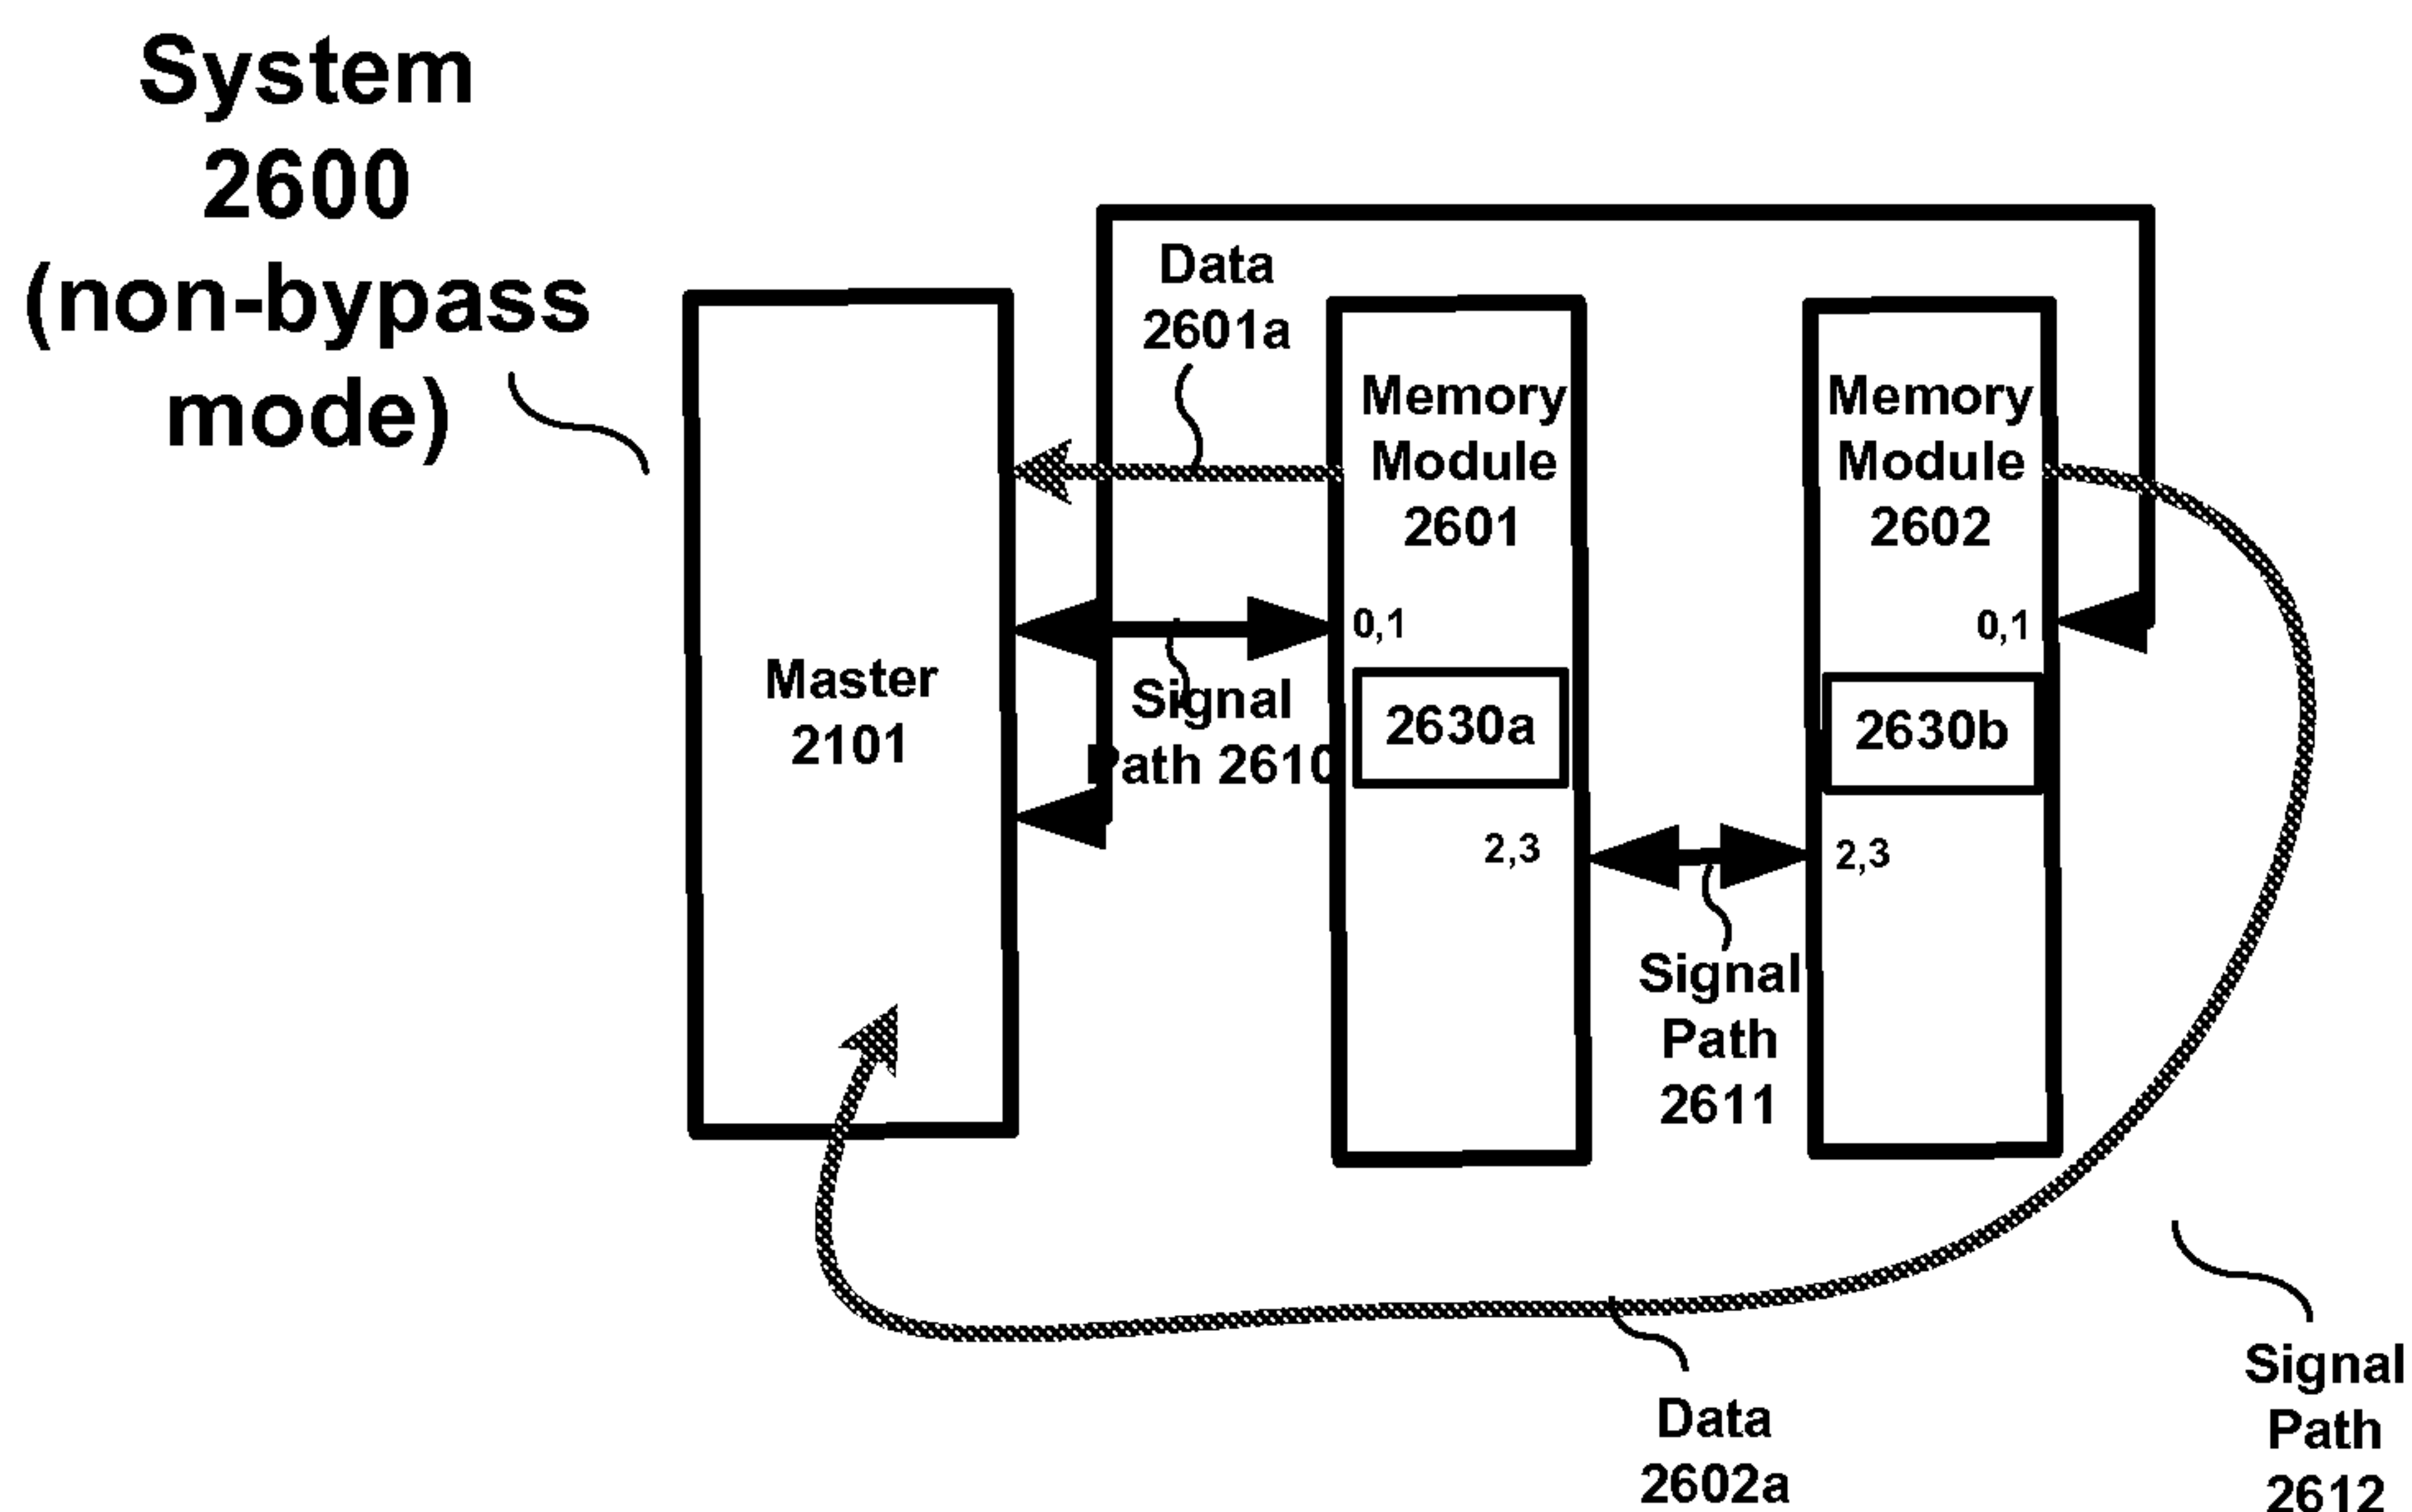 System
2600
(non-bypass
mode)
Data
2601a
Memory
Module
2601
Memory
Module
2602
0,1
0,1
Master
2101
Signal
Path 2610
2630a
2630b
2,3
2,3
Signal
Path
2611
Data
2602a
Signal
Path
2612